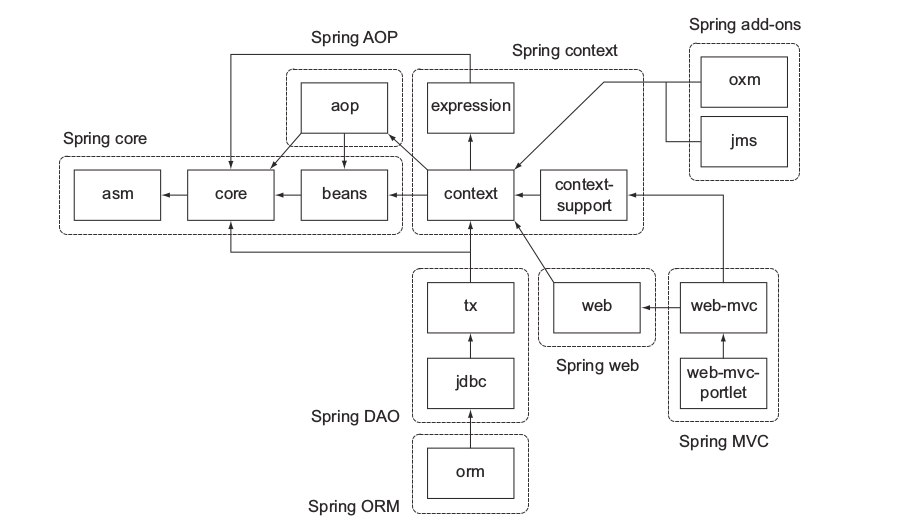 Spring add-ons
Spring AOP
Spring context
oxm
aop
expression
Spring core
jms
asm
core
beans
context
context-
support
tx
web
web-mvc
Spring web
jdbc
web-mvc-
portlet
Spring DAO
Spring MVC
orm
Spring ORM